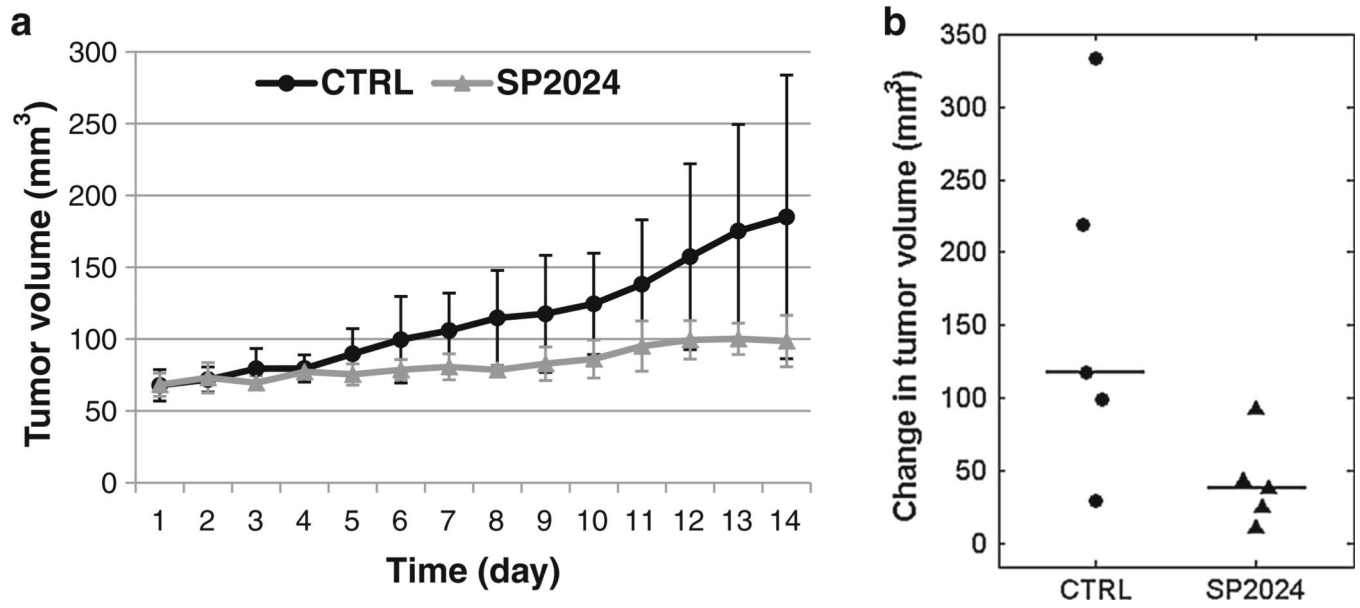 a
Tumor volume (mm³)
300
250
200
150
100
50
0
CTRL SP2024
1 2 3 4 5 6 7 8 9 10 11 12 13 14
Time (day)
b
Change in tumor volume (mm³)
350
300
250
200
150
100
50
0
CTRL SP2024